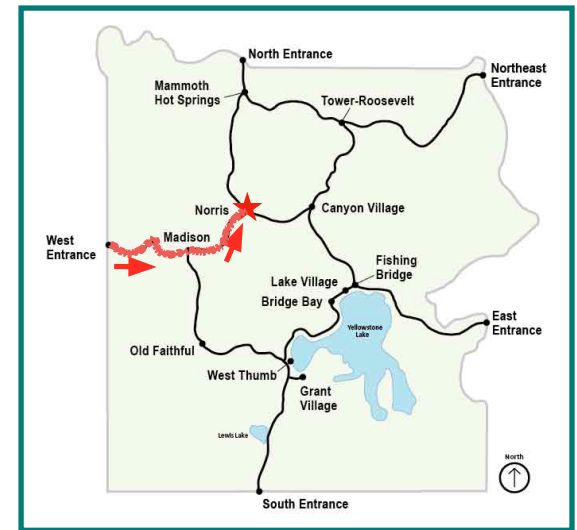 North Entrance
Northeast
Entrance
Mammoth
Hot Springs
Tower-Roosevelt
Norris
Canyon Village
West
Entrance
Madison
Fishing
Bridge
Lake Village
Bridge Bay
East
Entrance
Yellowstone
Lake
Old Faithful
West Thumb
Grant
Village
Lewis Lake
North
South Entrance